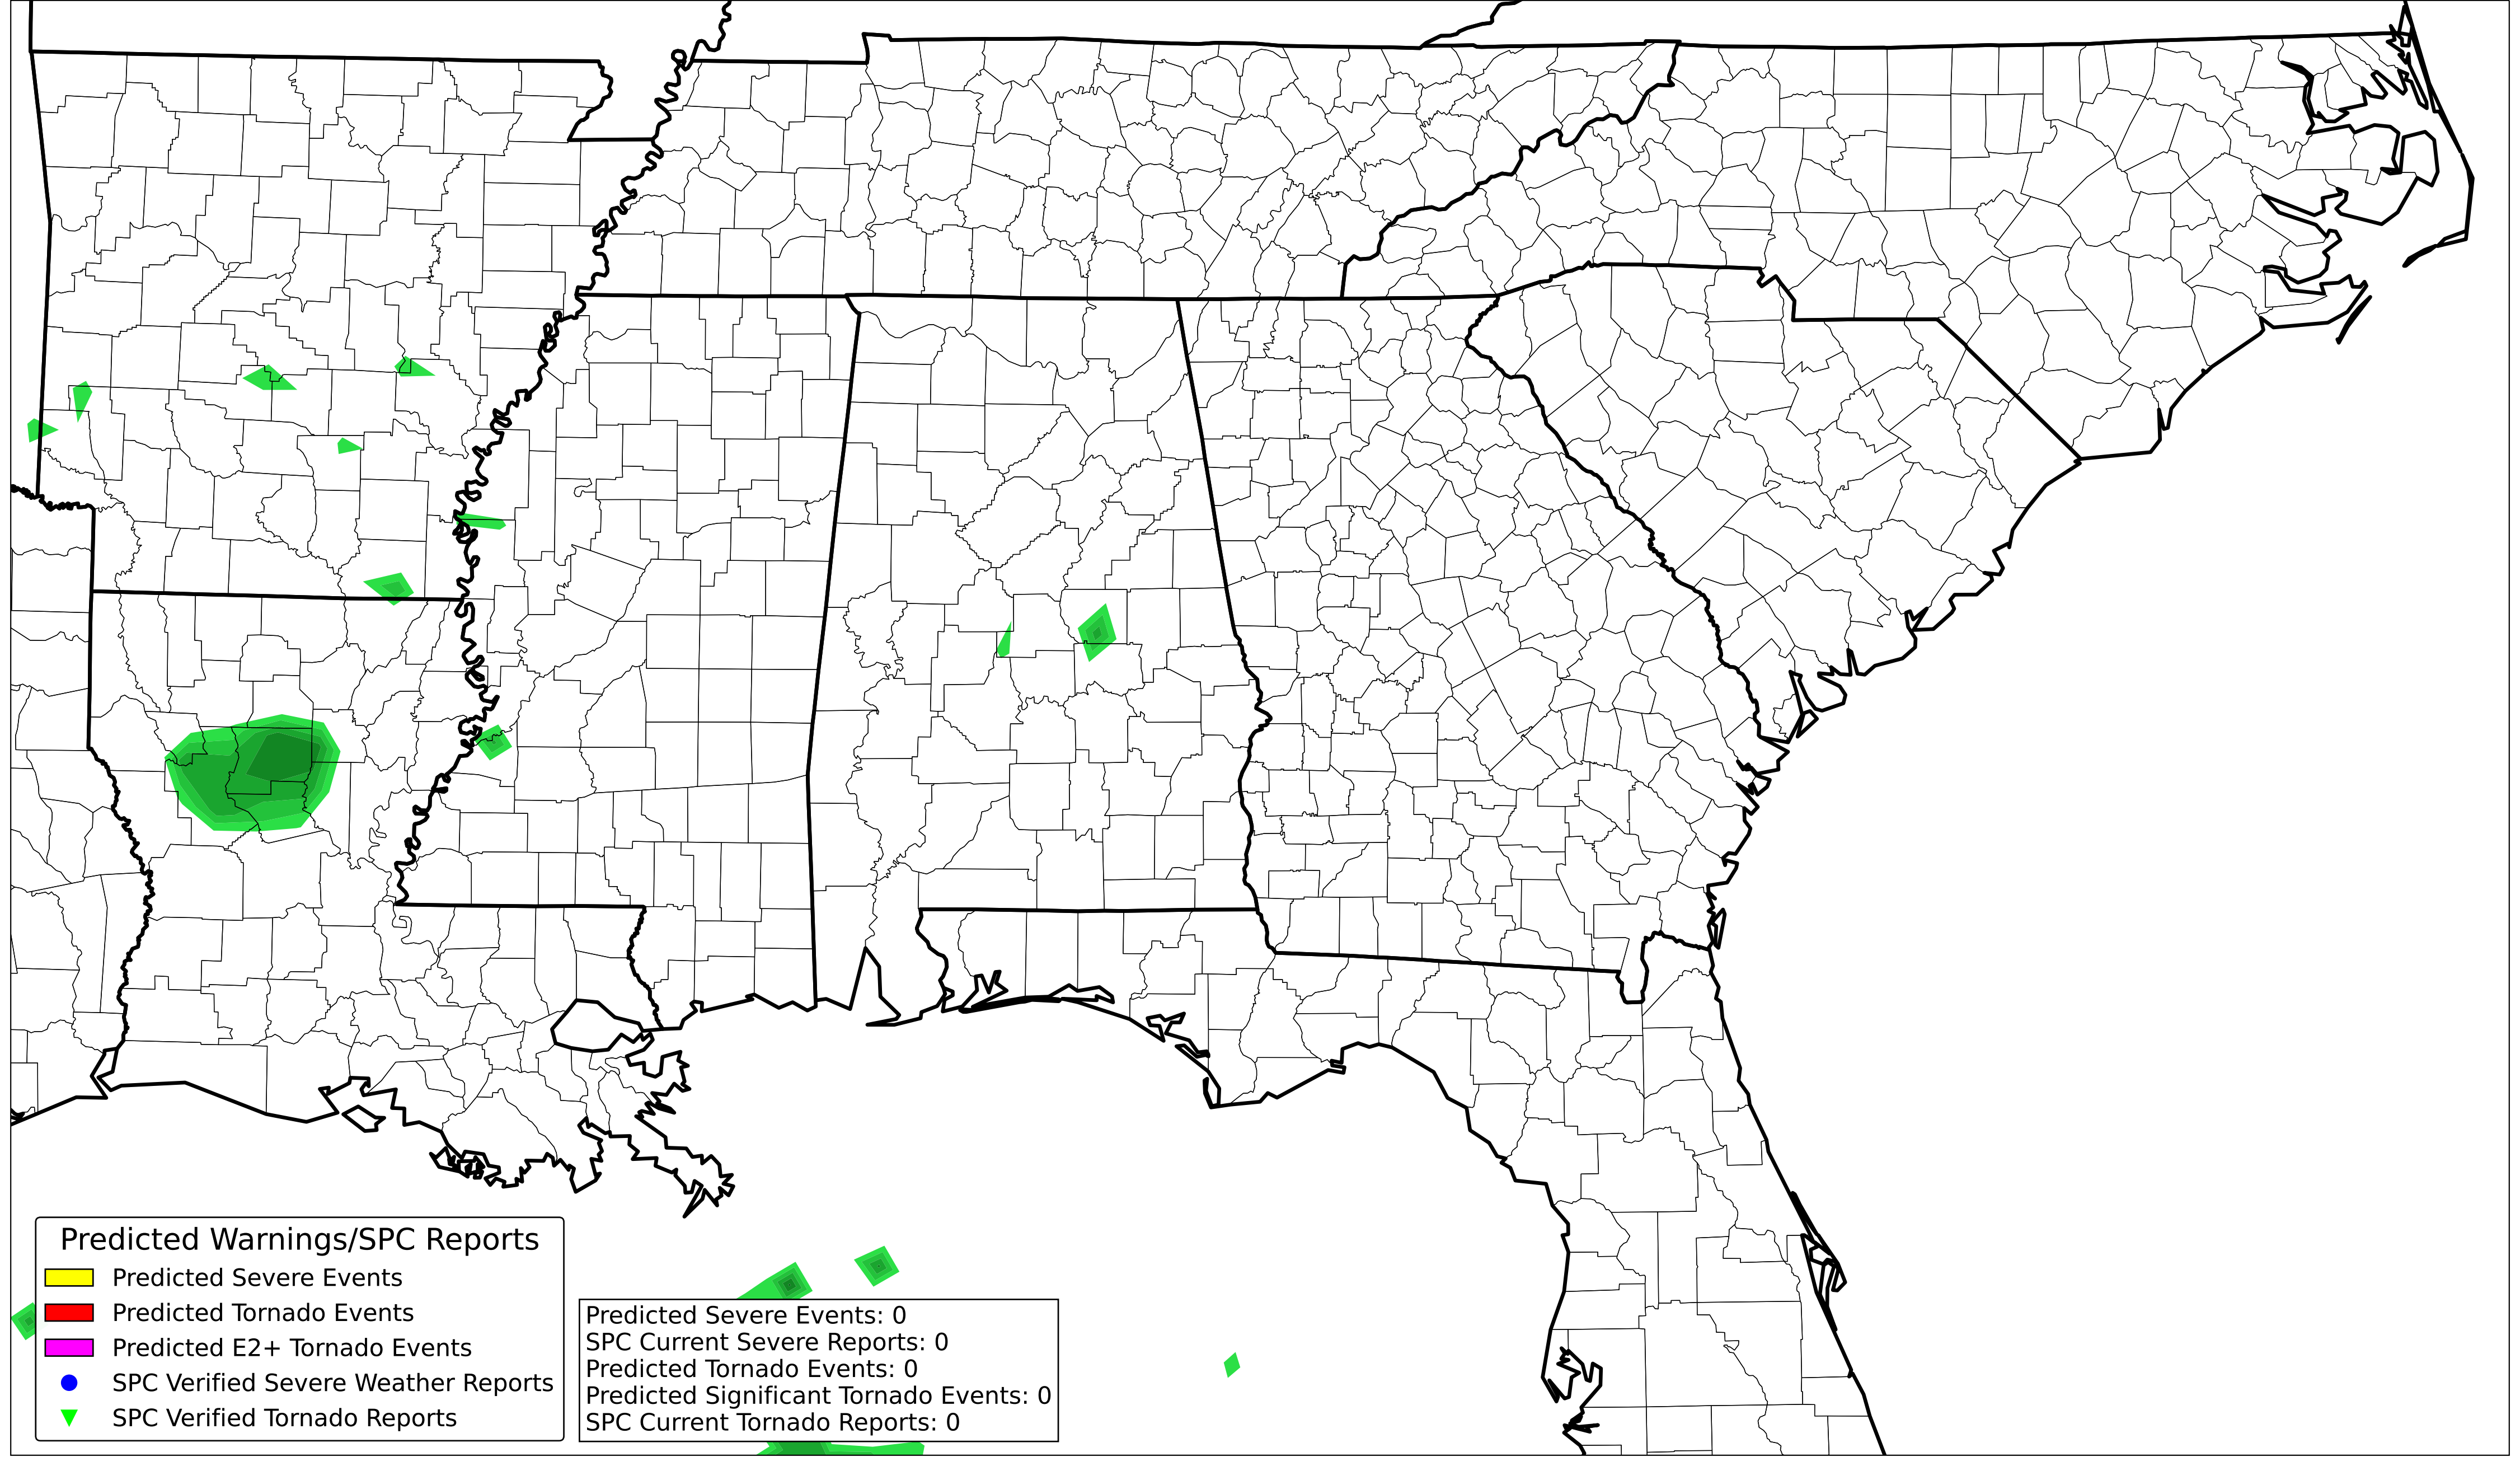 Predicted Warnings/SPC Reports
Predicted Severe Events
Predicted Tornado Events
Predicted E2+ Tornado Events
SPC Verified Severe Weather Reports
SPC Verified Tornado Reports
Predicted Severe Events: 0
SPC Current Severe Reports: 0
Predicted Tornado Events: 0
Predicted Significant Tornado Events: 0
SPC Current Tornado Reports: 0